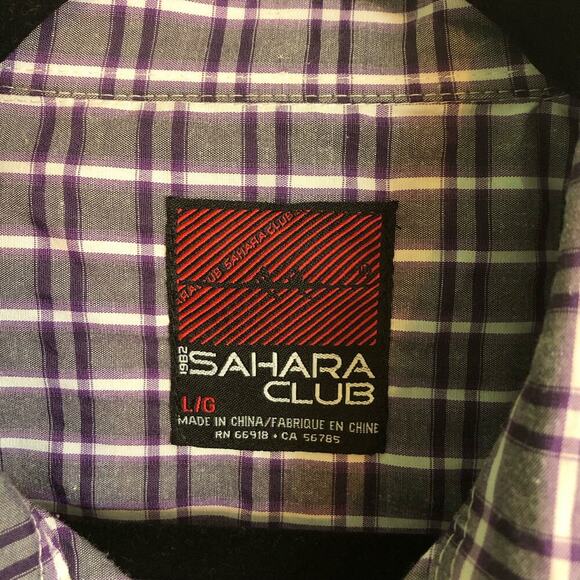 SAHARA CLUB
1982
SAHARA
CLUB
L/G
MADE IN CHINA/FABRIQUE EN CHINE
RN 66918 • CA 56785